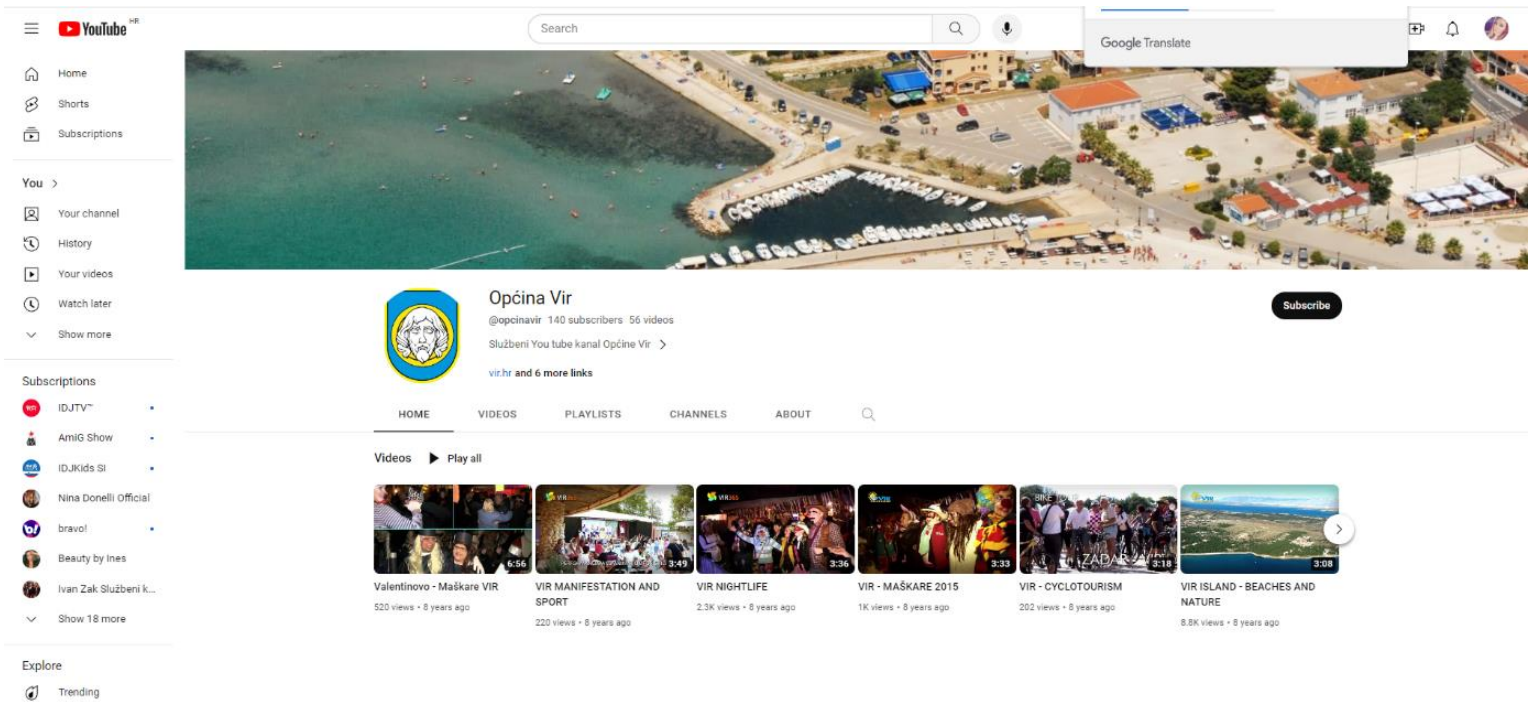 YouTube HR
Search
Google Translate
Home
Shorts
Subscriptions
You
Your channel
History
Your videos
Watch later
Show more
Subscriptions
IDJTV™
AmiG Show
IDJKids SI
Nina Donelli Official
bravo!
Beauty by Ines
Ivan Zak Službeni k...
Show 18 more
Explore
Trending
Općina Vir
@opcinavir 140 subscribers 56 videos
Službeni You tube kanal Općine Vir
vir.hr and 6 more links
Subscribe
HOME VIDEOS PLAYLISTS CHANNELS ABOUT
Videos Play all
6:56
Valentinovo - Maškare VIR
520 views • 8 years ago
VIR365
3:49
VIR MANIFESTATION AND
SPORT
220 views • 8 years ago
VIR365
3:36
VIR NIGHTLIFE
2.3K views • 8 years ago
3:33
VIR - MAŠKARE 2015
1K views • 8 years ago
BIKE TOUR
ZADAR
3:18
VIR - CYCLOTOURISM
202 views • 8 years ago
3:08
VIR ISLAND - BEACHES AND
NATURE
8.8K views • 8 years ago